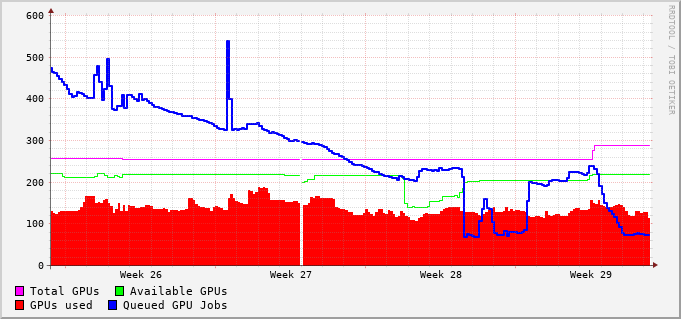 600
500
400
300
200
100
0
Week 26 Week 27 Week 28 Week 29
Total GPUs Available GPUs
GPUs used Queued GPU Jobs
RRDTOOL / TOBI OETIKER